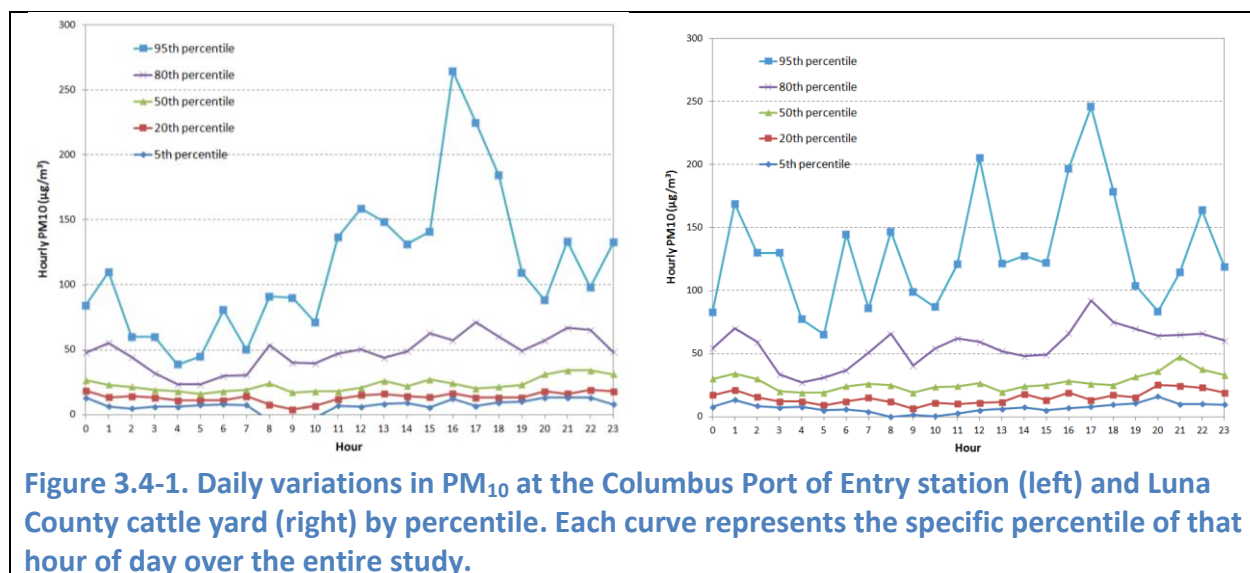 300
250
200
150
100
50
0
Hourly PM10 (µg/m³)
95th percentile
80th percentile
50th percentile
20th percentile
5th percentile
0 1 2 3 4 5 6 7 8 9 10 11 12 13 14 15 16 17 18 19 20 21 22 23
Hour
300
250
200
150
100
50
0
Hourly PM10 (µg/m³)
95th percentile
80th percentile
50th percentile
20th percentile
5th percentile
0 1 2 3 4 5 6 7 8 9 10 11 12 13 14 15 16 17 18 19 20 21 22 23
Hour
Figure 3.4-1. Daily variations in PM₁₀ at the Columbus Port of Entry station (left) and Luna
County cattle yard (right) by percentile. Each curve represents the specific percentile of that
hour of day over the entire study.